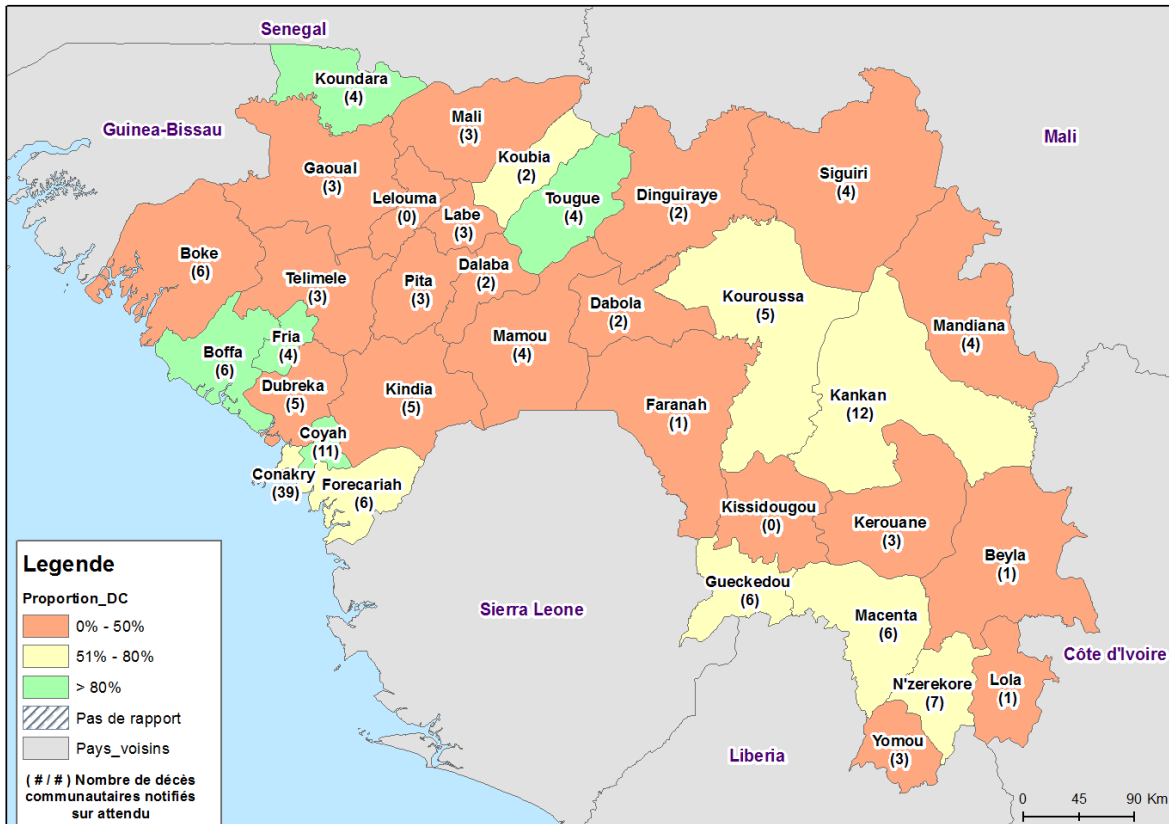 Senegal
Koundara
(4)
Guinea-Bissau
Mali
(3)
Mali
Koubia
(2)
Gaoual
(3)
Siguiri
(4)
Lelouma
(0)
Labe
(3)
Tougue
(4)
Dinguiraye
(2)
Boke
(6)
Telimele
(3)
Pita
(3)
Dalaba
(2)
Dabola
(2)
Kouroussa
(5)
Mandiana
(4)
Fria
(4)
Boffa
(6)
Mamou
(4)
Dubreka
(5)
Kindia
(5)
Faranah
(1)
Kankan
(12)
Coyah
(11)
Conakry
(39)
Forecariah
(6)
Kissidougou
(0)
Kerouane
(3)
Beyla
(1)
Gueckedou
(6)
Sierra Leone
Macenta
(6)
Côte d'Ivoire
N'zerekore
(7)
Lola
(1)
Yomou
(3)
Liberia
Legende
Proportion_DC
0% - 50%
51% - 80%
> 80%
Pas de rapport
Pays_voisins
( # / # ) Nombre de décès
communautaires notifiés
sur attendu
0 45 90 Km